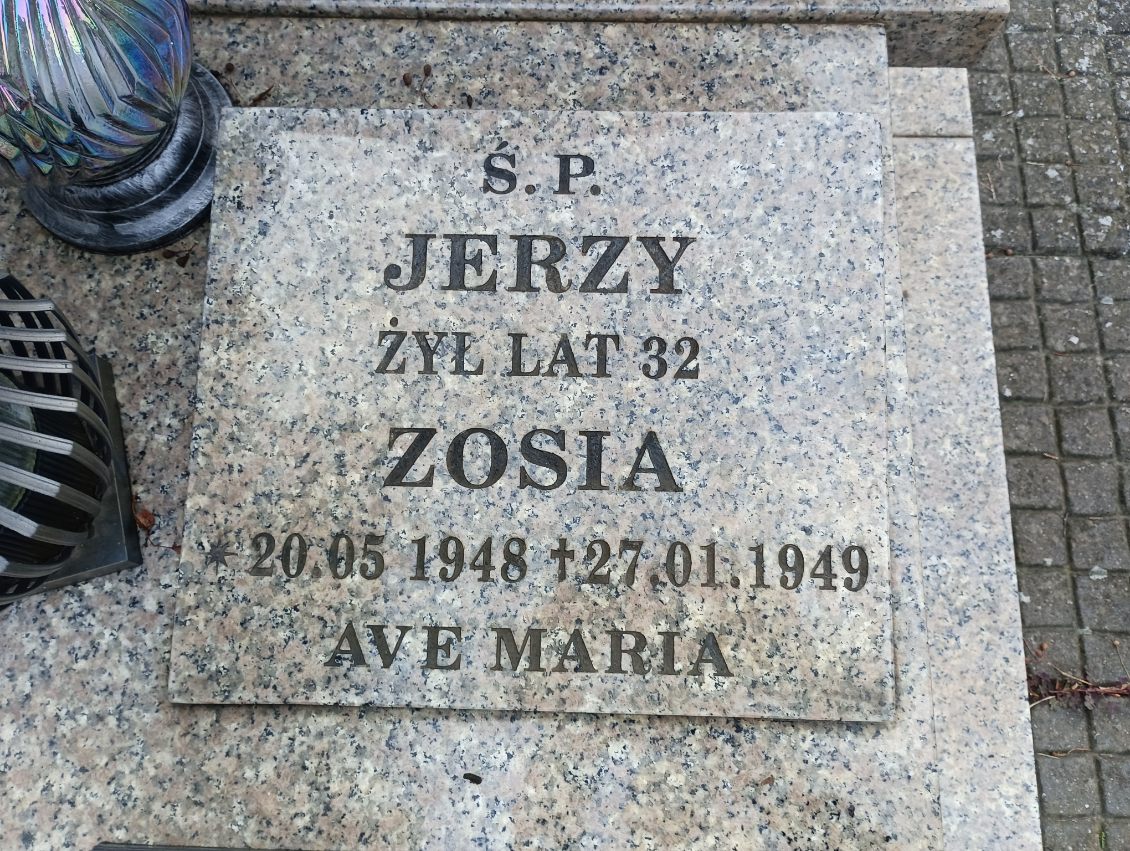 Ś. P.
JERZY
ŻYŁ LAT 32
ZOSIA
* 20.05 1948 † 27.01.1949
AVE MARIA